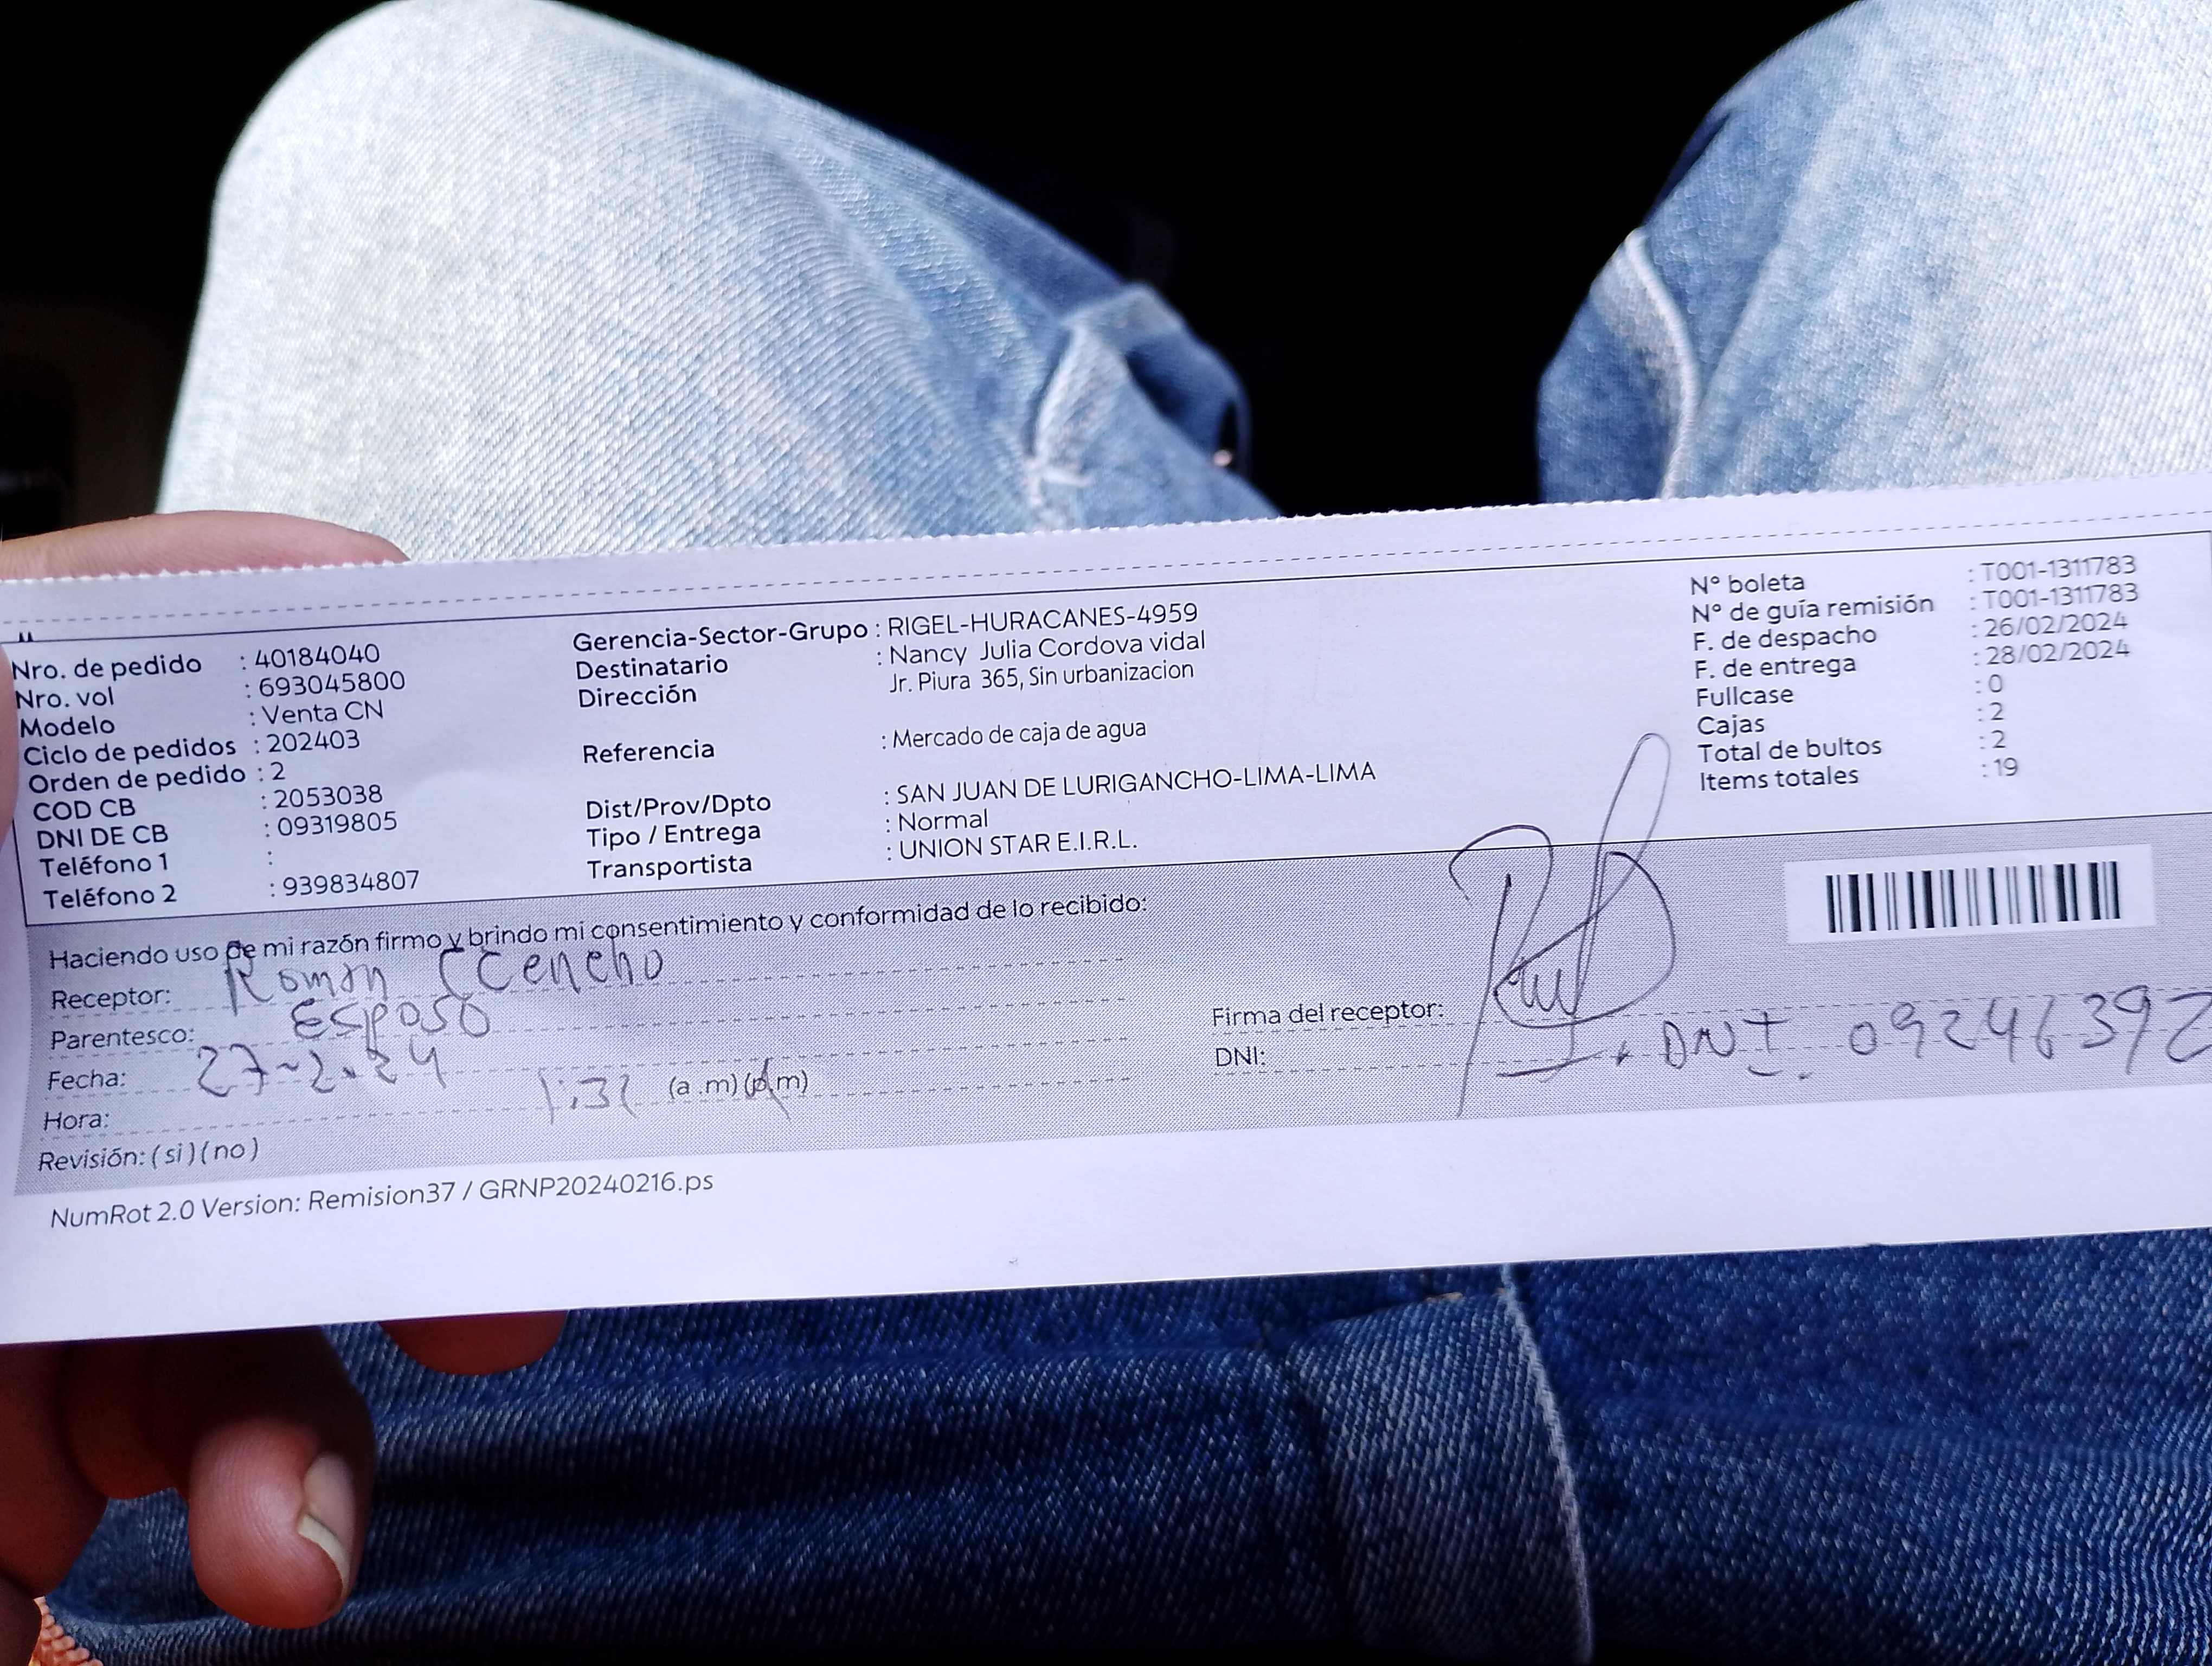 Nro. de pedido : 40184040
Nro. vol : 693045800
Modelo : Venta CN
Ciclo de pedidos : 202403
Orden de pedido : 2
COD CB : 2053038
DNI DE CB : 09319805
Teléfono 1 :
Teléfono 2 : 939834807
Gerencia-Sector-Grupo : RIGEL-HURACANES-4959
Destinatario : Nancy Julia Cordova vidal
Dirección Jr. Piura 365, Sin urbanizacion
Referencia : Mercado de caja de agua
Dist/Prov/Dpto : SAN JUAN DE LURIGANCHO-LIMA-LIMA
Tipo / Entrega : Normal
Transportista : UNION STAR E.I.R.L.
N° boleta : T001-1311783
N° de guía remisión : T001-1311783
F. de despacho : 26/02/2024
F. de entrega : 28/02/2024
Fullcase : 0
Cajas : 2
Total de bultos : 2
Items totales : 19
Haciendo uso de mi razón firmo y brindo mi consentimiento y conformidad de lo recibido:
Receptor: Roman CCencho
Parentesco: Esposo
Fecha: 27-2-24
Hora: 1:31 (a.m) (p.m)
Revisión: (si) (no)
Firma del receptor:
DNI: DNI. 09246392
NumRot 2.0 Version: Remision37 / GRNP20240216.ps